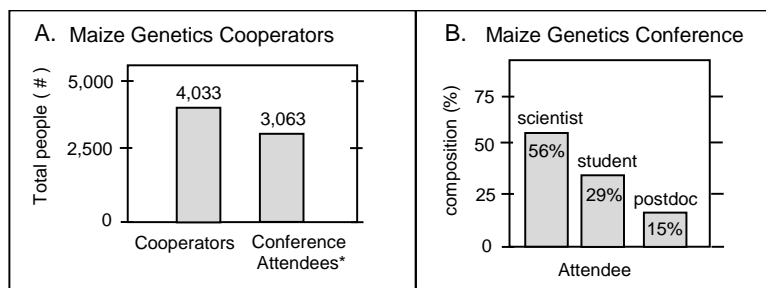 A. Maize Genetics Cooperators
Total people ( # )
5,000
2,500
0
4,033
3,063
Cooperators
Conference
Attendees*
B. Maize Genetics Conference
composition (%)
75
50
25
0
scientist
56%
student
29%
postdoc
15%
Attendee